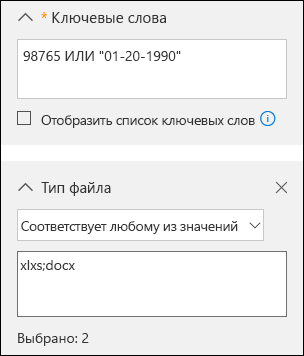 * Ключевые слова
98765 ИЛИ "01-20-1990"
Отобразить список ключевых слов
Тип файла
Соответствует любому из значений
xlxs;docx
Выбрано: 2